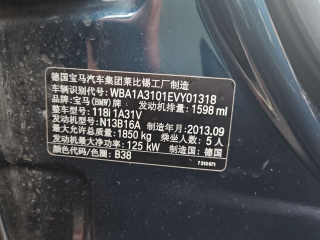 德国宝马汽车集团莱比锡工厂制造
车辆识别代号: WBA1A3101EVY01318
品牌: 宝马(BMW)牌 发动机排量: 1598 ml
整车型号: 118i 1A31V
发动机型号: N13B16A 制造年月: 2013.09
最大允许总质量: 1850 kg 乘坐人数: 5 人
发动机最大净功率: 125 kW 制造国: 德国
颜色代码/色圈: B38
7 310 071